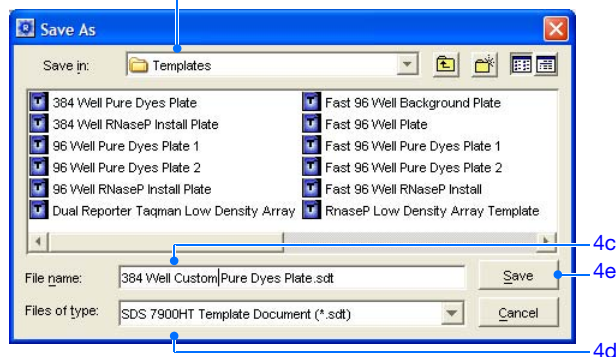 Save As
Save in:
Templates
384 Well Pure Dyes Plate
384 Well RNaseP Install Plate
96 Well Pure Dyes Plate 1
96 Well Pure Dyes Plate 2
96 Well RNaseP Install Plate
Dual Reporter Taqman Low Density Array
Fast 96 Well Background Plate
Fast 96 Well Plate
Fast 96 Well Pure Dyes Plate 1
Fast 96 Well Pure Dyes Plate 2
Fast 96 Well RNaseP Install
RnaseP Low Density Array Template
4c
File name:
384 Well Custom Pure Dyes Plate.sdt
Save
4e
Files of type:
SDS 7900HT Template Document (*.sdt)
Cancel
4d